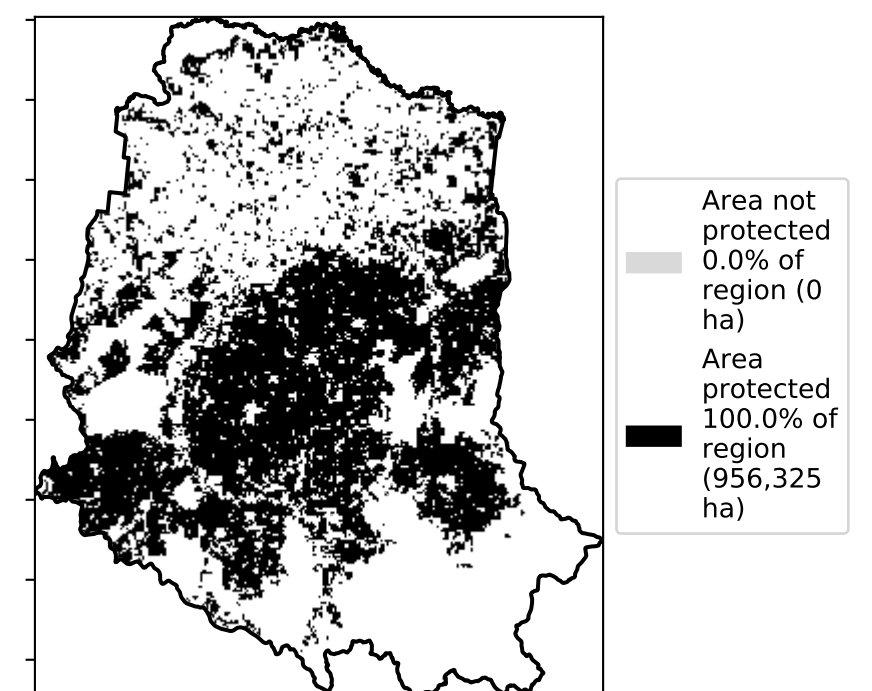 Area not
protected
0.0% of
region (0
ha)
Area
protected
100.0% of
region
(956,325
ha)